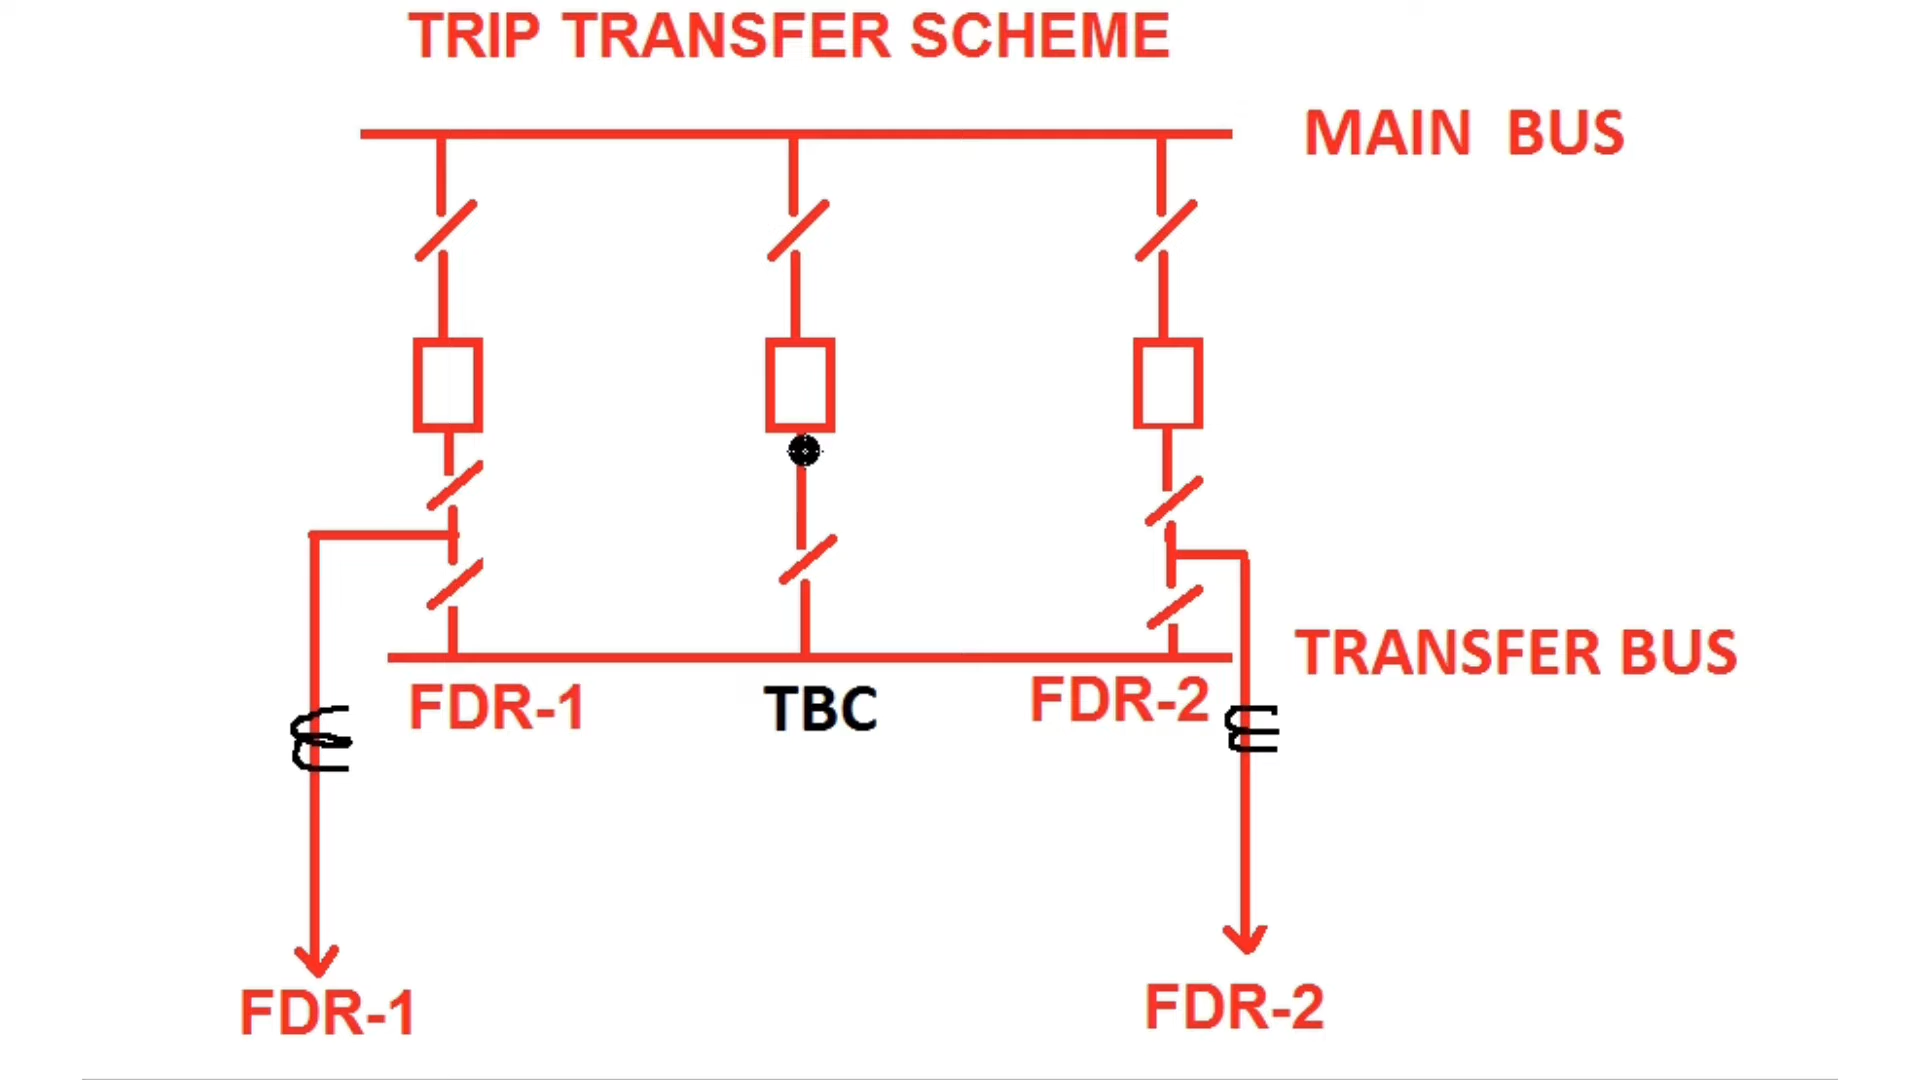 TRIP TRANSFER SCHEME
MAIN BUS
TRANSFER BUS
FDR-1
TBC
FDR-2
FDR-1
FDR-2